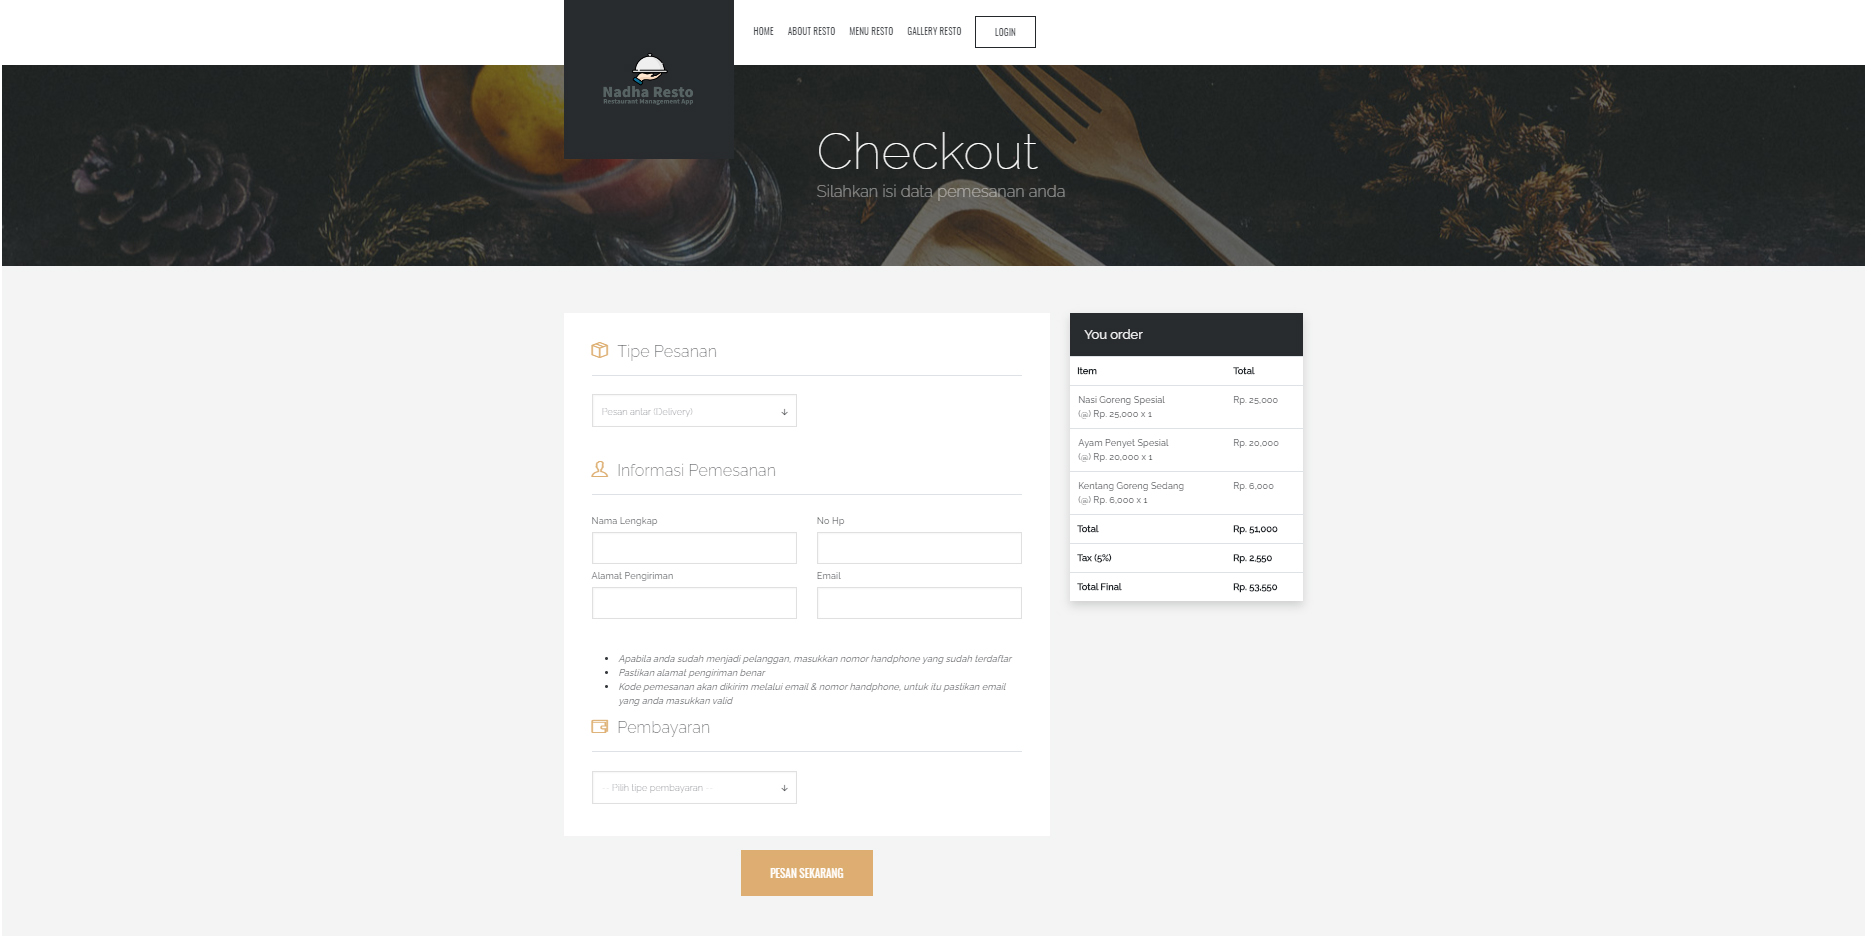 HOME ABOUT RESTO MENU RESTO GALLERY RESTO LOGIN
Nadha Resto
Restaurant Management App
Checkout
Silahkan isi data pemesanan anda
Tipe Pesanan
Pesan antar (Delivery)
Informasi Pemesanan
Nama Lengkap No Hp
Alamat Pengiriman Email
Apabila anda sudah menjadi pelanggan, masukkan nomor handphone yang sudah terdaftar
Pastikan alamat pengiriman benar
Kode pemesanan akan dikirim melalui email & nomor handphone, untuk itu pastikan email
yang anda masukkan valid
Pembayaran
-- Pilih tipe pembayaran --
PESAN SEKARANG
You order
Item Total
Nasi Goreng Spesial Rp. 25,000
(@) Rp. 25,000 x 1
Ayam Penyet Spesial Rp. 20,000
(@) Rp. 20,000 x 1
Kentang Goreng Sedang Rp. 6,000
(@) Rp. 6,000 x 1
Total Rp. 51,000
Tax (5%) Rp. 2,550
Total Final Rp. 53,550